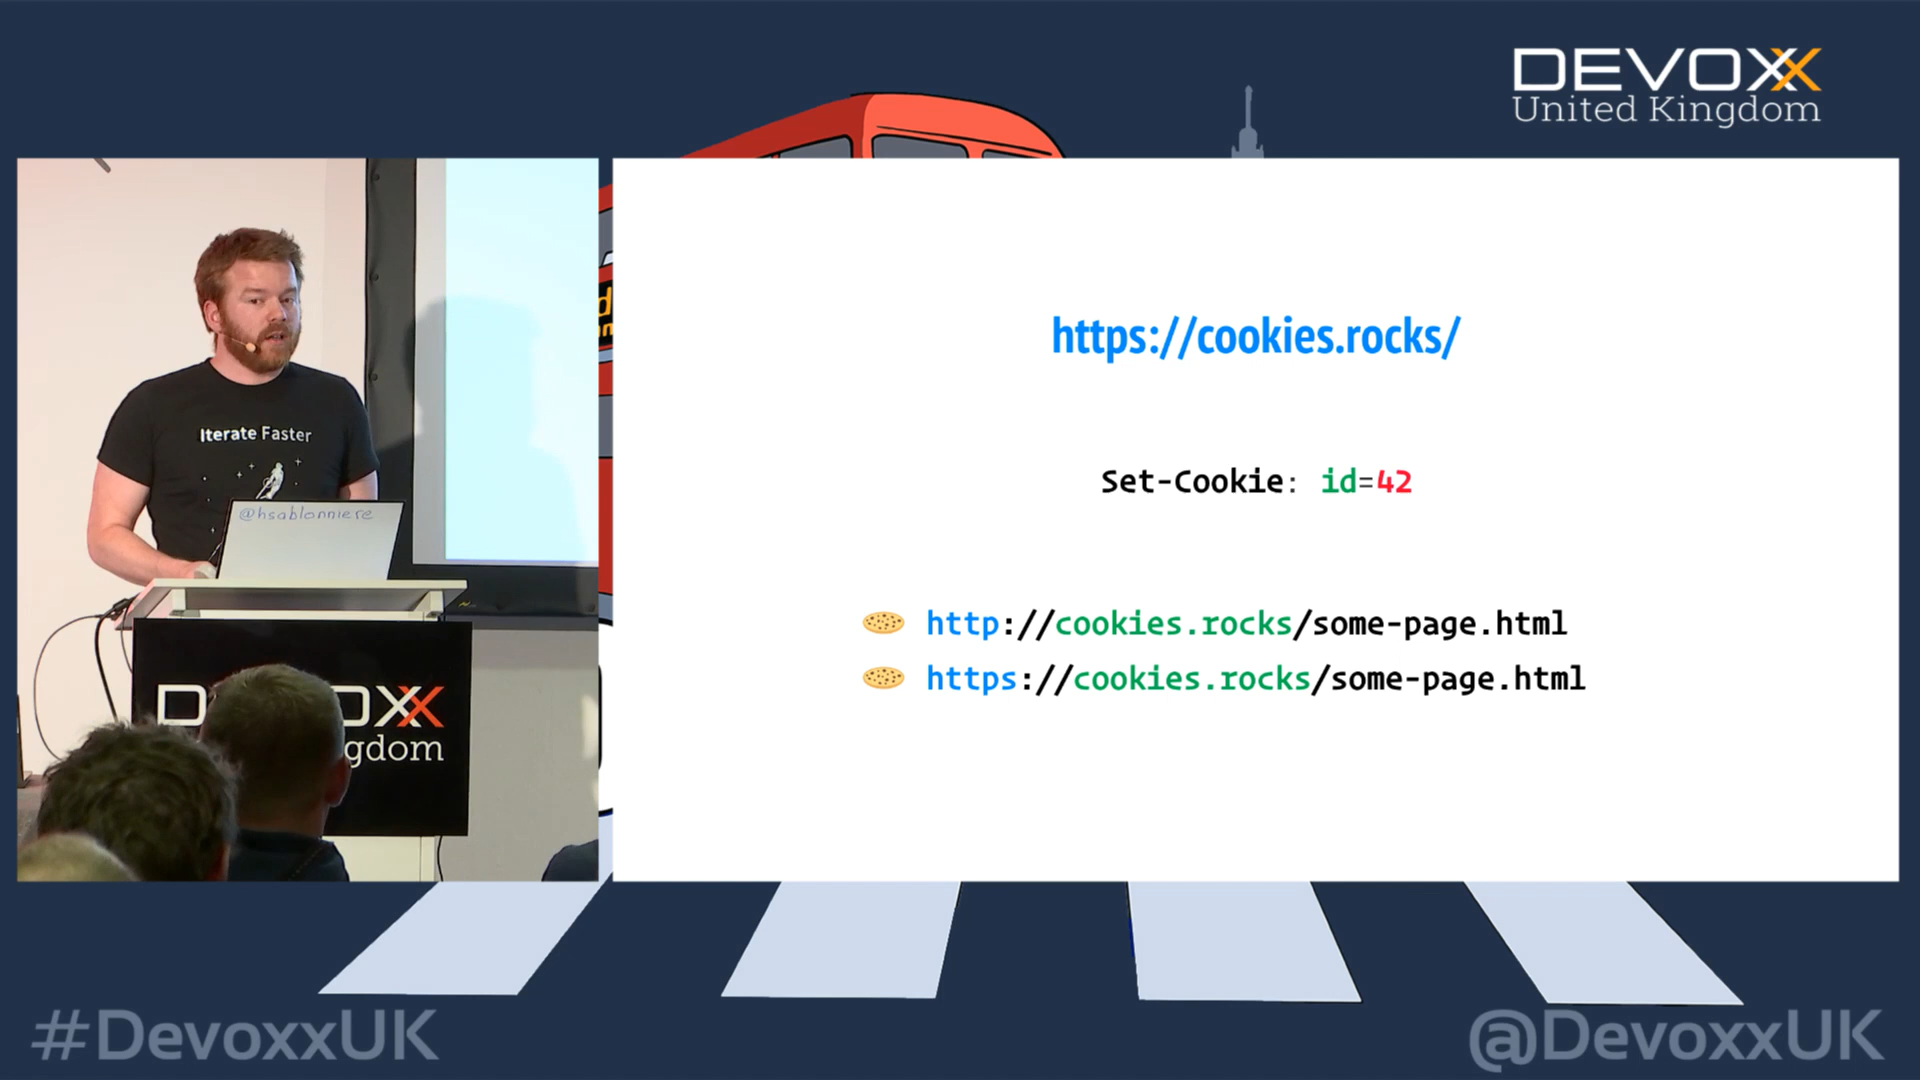 DEVOXX
United Kingdom
Iterate Faster
@hsablonniere
gdom
https://cookies.rocks/
Set-Cookie: id=42
http://cookies.rocks/some-page.html
https://cookies.rocks/some-page.html
#DevoxxUK
@DevoxxUK